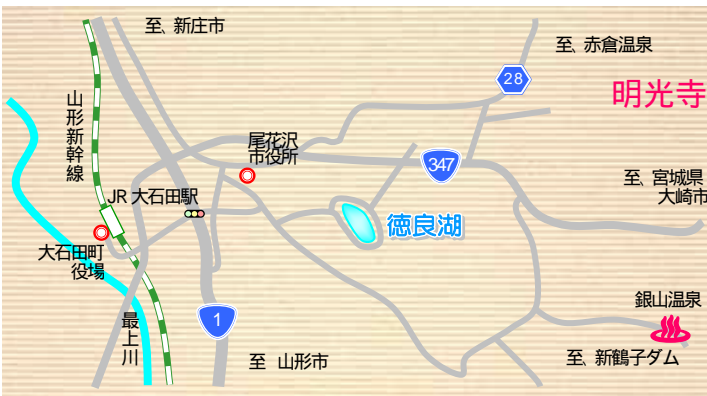 至、新庄市
至、赤倉温泉
28
明光寺
山形新幹線
尾花沢
市役所
347
至、宮城県
大崎市
JR 大石田駅
徳良湖
大石田町
役場
銀山温泉
最上川
1
至 山形市
至、新鶴子ダム